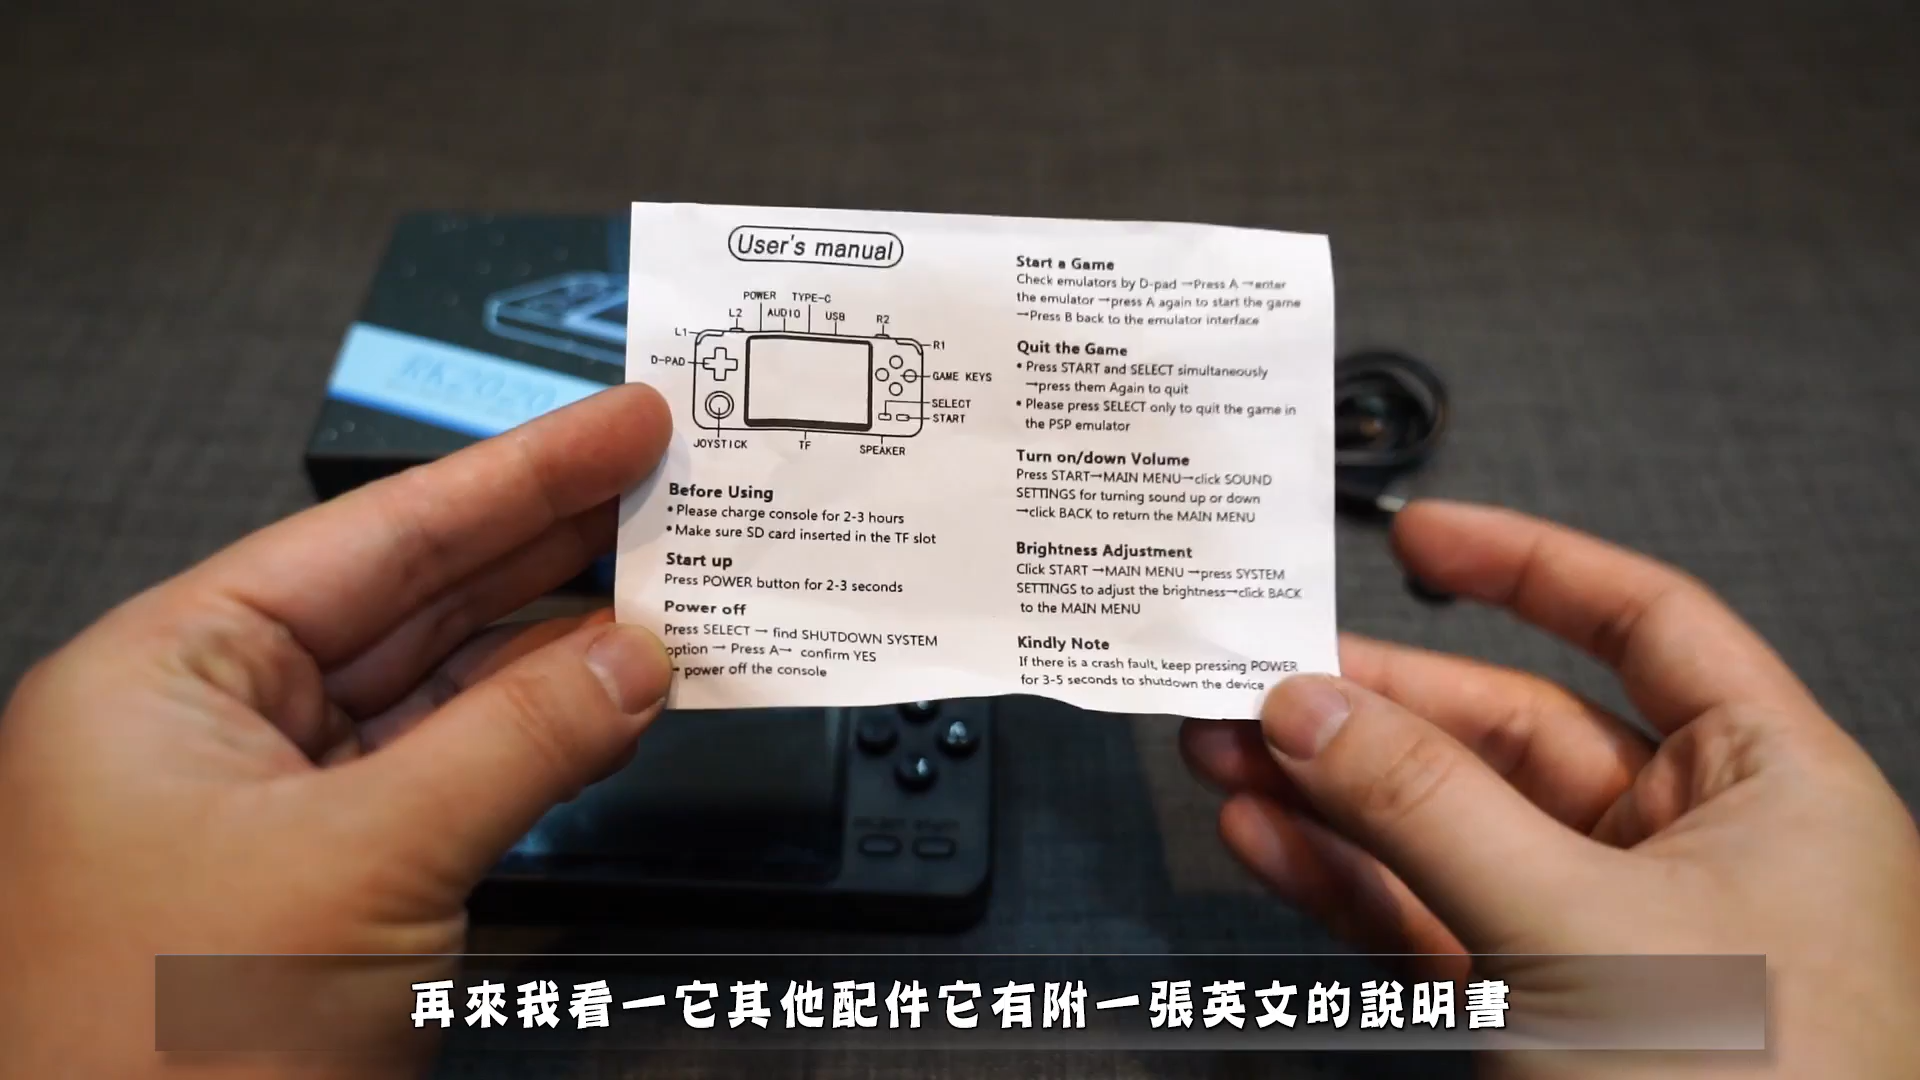 User's manual
POWER TYPE-C
L2 AUDIO USB R2
L1 R1
D-PAD GAME KEYS
SELECT
START
JOYSTICK TF SPEAKER
Before Using
• Please charge console for 2-3 hours
• Make sure SD card inserted in the TF slot
Start up
Press POWER button for 2-3 seconds
Power off
Press SELECT → find SHUTDOWN SYSTEM
option → Press A→ confirm YES
→ power off the console
Start a Game
Check emulators by D-pad →Press A →enter
the emulator →press A again to start the game
→Press B back to the emulator interface
Quit the Game
• Press START and SELECT simultaneously
→press them Again to quit
• Please press SELECT only to quit the game in
the PSP emulator
Turn on/down Volume
Press START→MAIN MENU→click SOUND
SETTINGS for turning sound up or down
→click BACK to return the MAIN MENU
Brightness Adjustment
Click START →MAIN MENU →press SYSTEM
SETTINGS to adjust the brightness→click BACK
to the MAIN MENU
Kindly Note
If there is a crash fault, keep pressing POWER
for 3-5 seconds to shutdown the device
RK2020
SELECT START
再來我看一它其他配件它有附一張英文的說明書